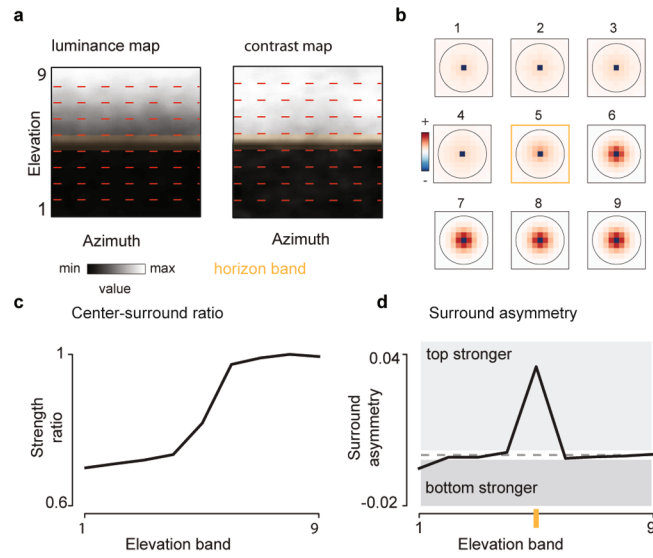 a
luminance map
contrast map
9
Elevation
1
Azimuth
Azimuth
min
max
value
horizon band
b
1
2
3
4
5
6
+
-
7
8
9
c
Center-surround ratio
1
Strength
ratio
0.6
1
9
Elevation band
d
Surround asymmetry
0.04
top stronger
Surround
asymmetry
bottom stronger
-0.02
1
9
Elevation band